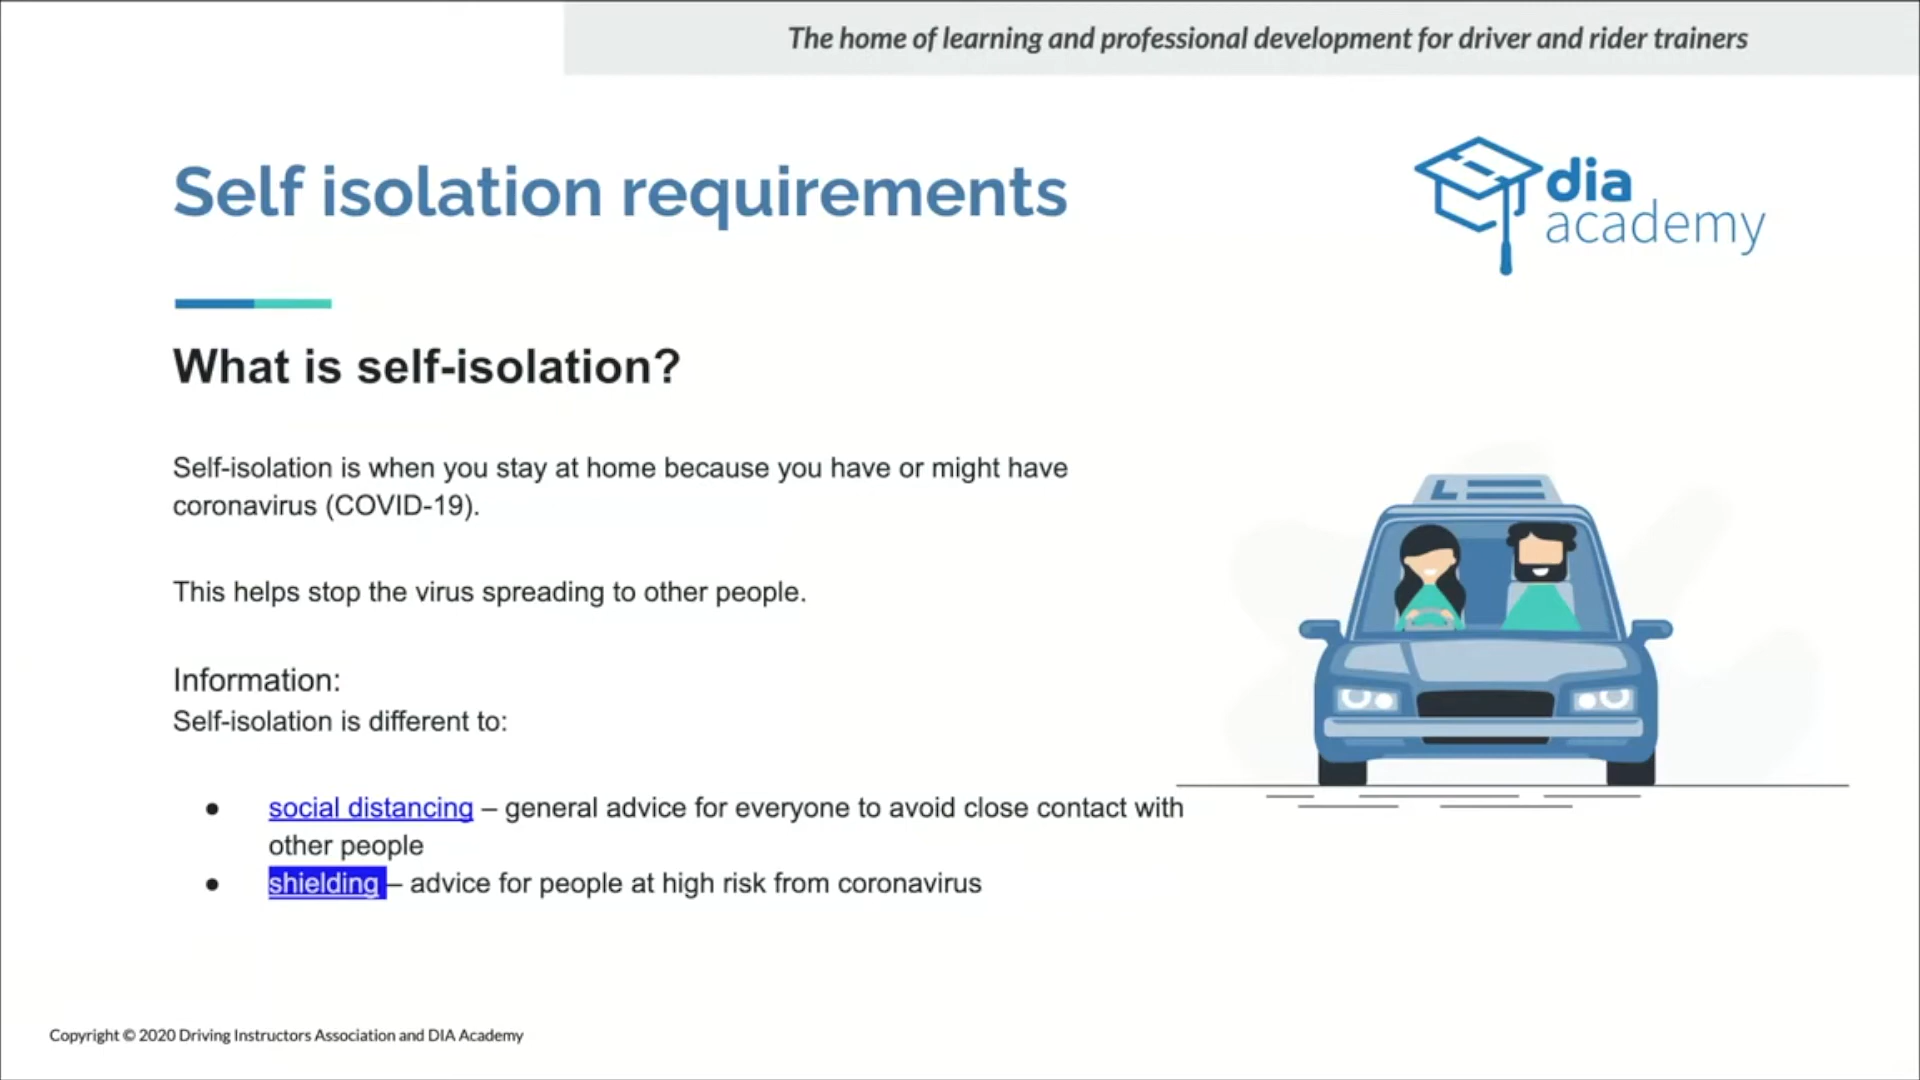 The home of learning and professional development for driver and rider trainers
Self isolation requirements
dia
academy
What is self-isolation?
Self-isolation is when you stay at home because you have or might have
coronavirus (COVID-19).
This helps stop the virus spreading to other people.
Information:
Self-isolation is different to:
● social distancing – general advice for everyone to avoid close contact with
other people
● shielding – advice for people at high risk from coronavirus
L
Copyright © 2020 Driving Instructors Association and DIA Academy